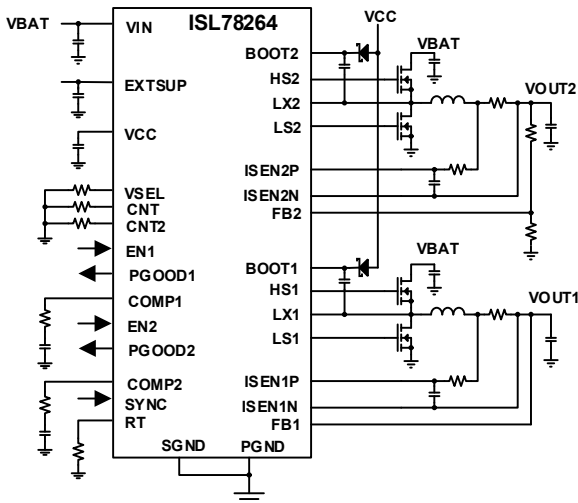 ISL78264
VCC
VBAT
VIN
BOOT2
VBAT
HS2
EXTSUP
LX2
VOUT2
VCC
LS2
ISEN2P
VSEL
ISEN2N
CNT
FB2
CNT2
EN1
VBAT
PGOOD1
BOOT1
COMP1
HS1
VOUT1
EN2
LX1
PGOOD2
LS1
COMP2
ISEN1P
SYNC
ISEN1N
RT
FB1
SGND
PGND